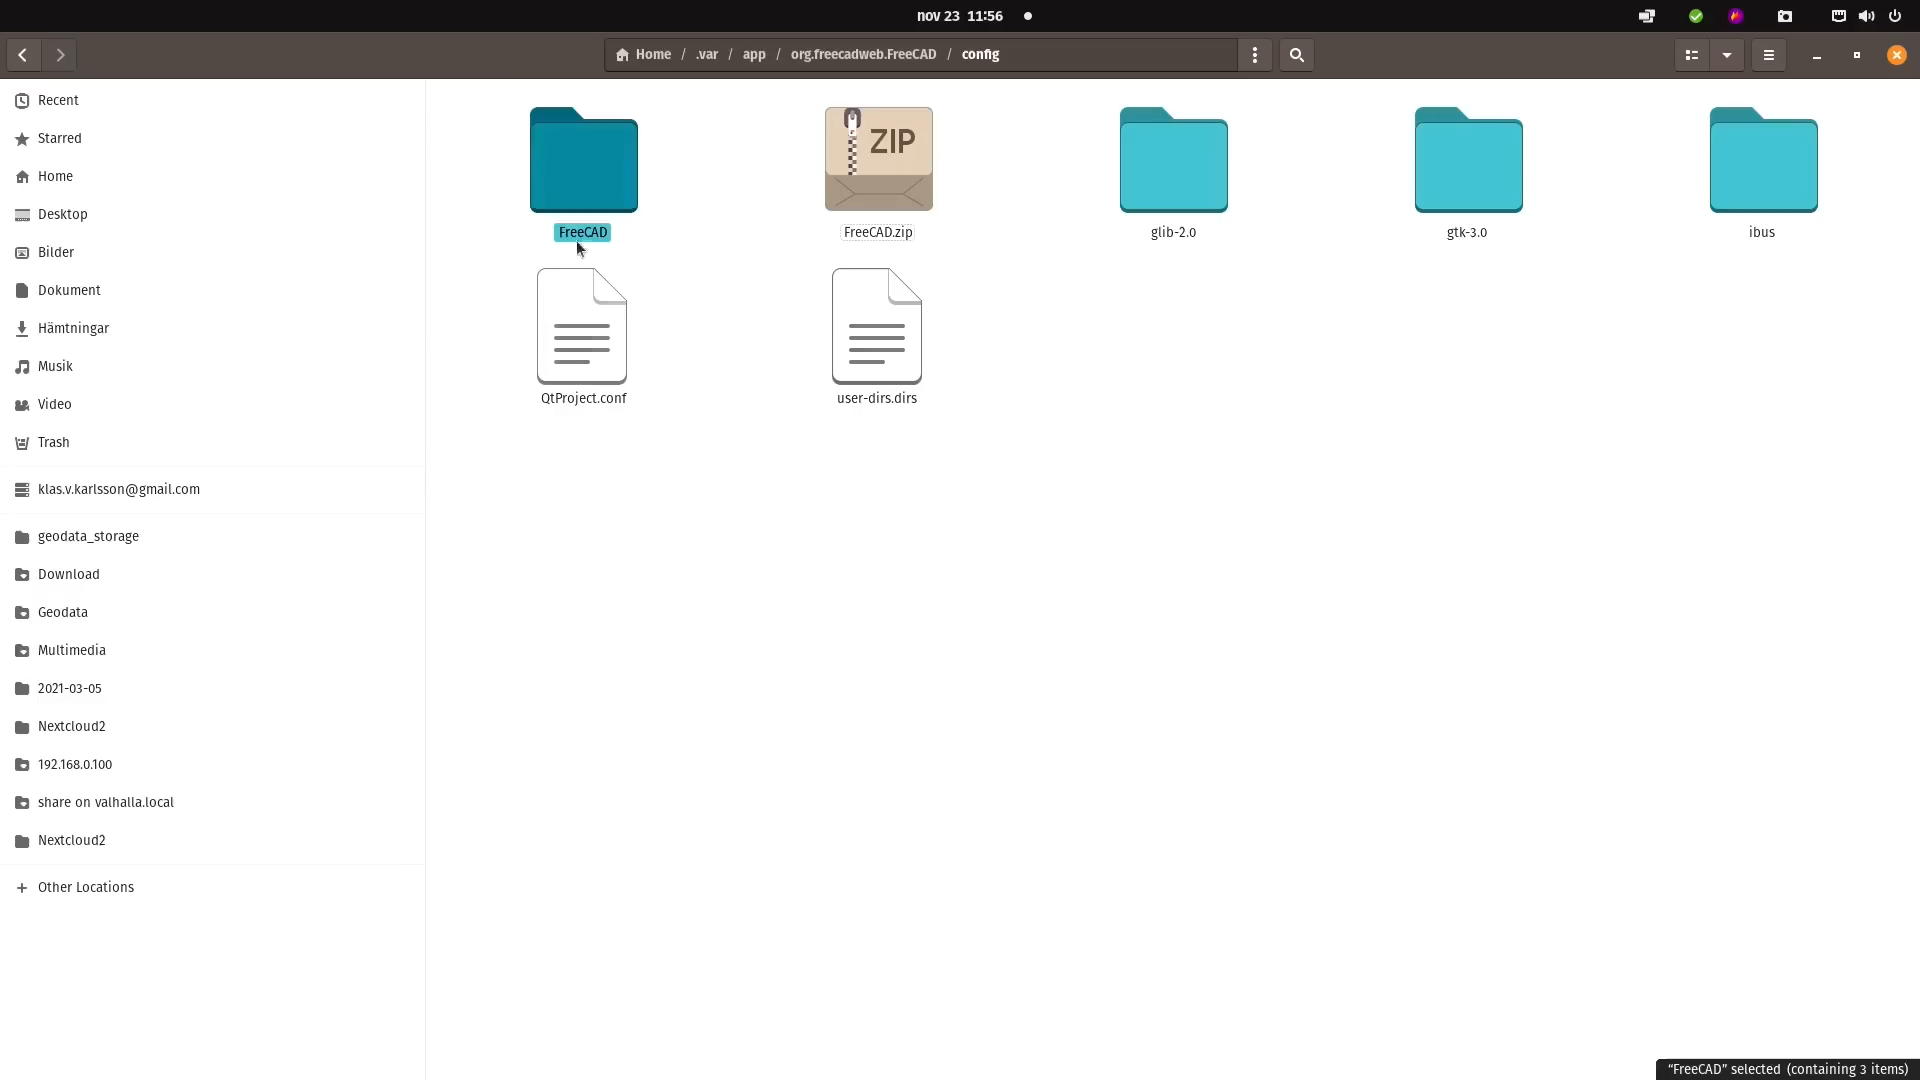 nov 23 11:56
Home / .var / app / org.freecadweb.FreeCAD / config
Recent
Starred
Home
Desktop
Bilder
Dokument
Hämtningar
Musik
Video
Trash
klas.v.karlsson@gmail.com
geodata_storage
Download
Geodata
Multimedia
2021-03-05
Nextcloud2
192.168.0.100
share on valhalla.local
Nextcloud2
+ Other Locations
ZIP
FreeCAD
FreeCAD.zip
glib-2.0
gtk-3.0
ibus
QtProject.conf
user-dirs.dirs
“FreeCAD” selected (containing 3 items)